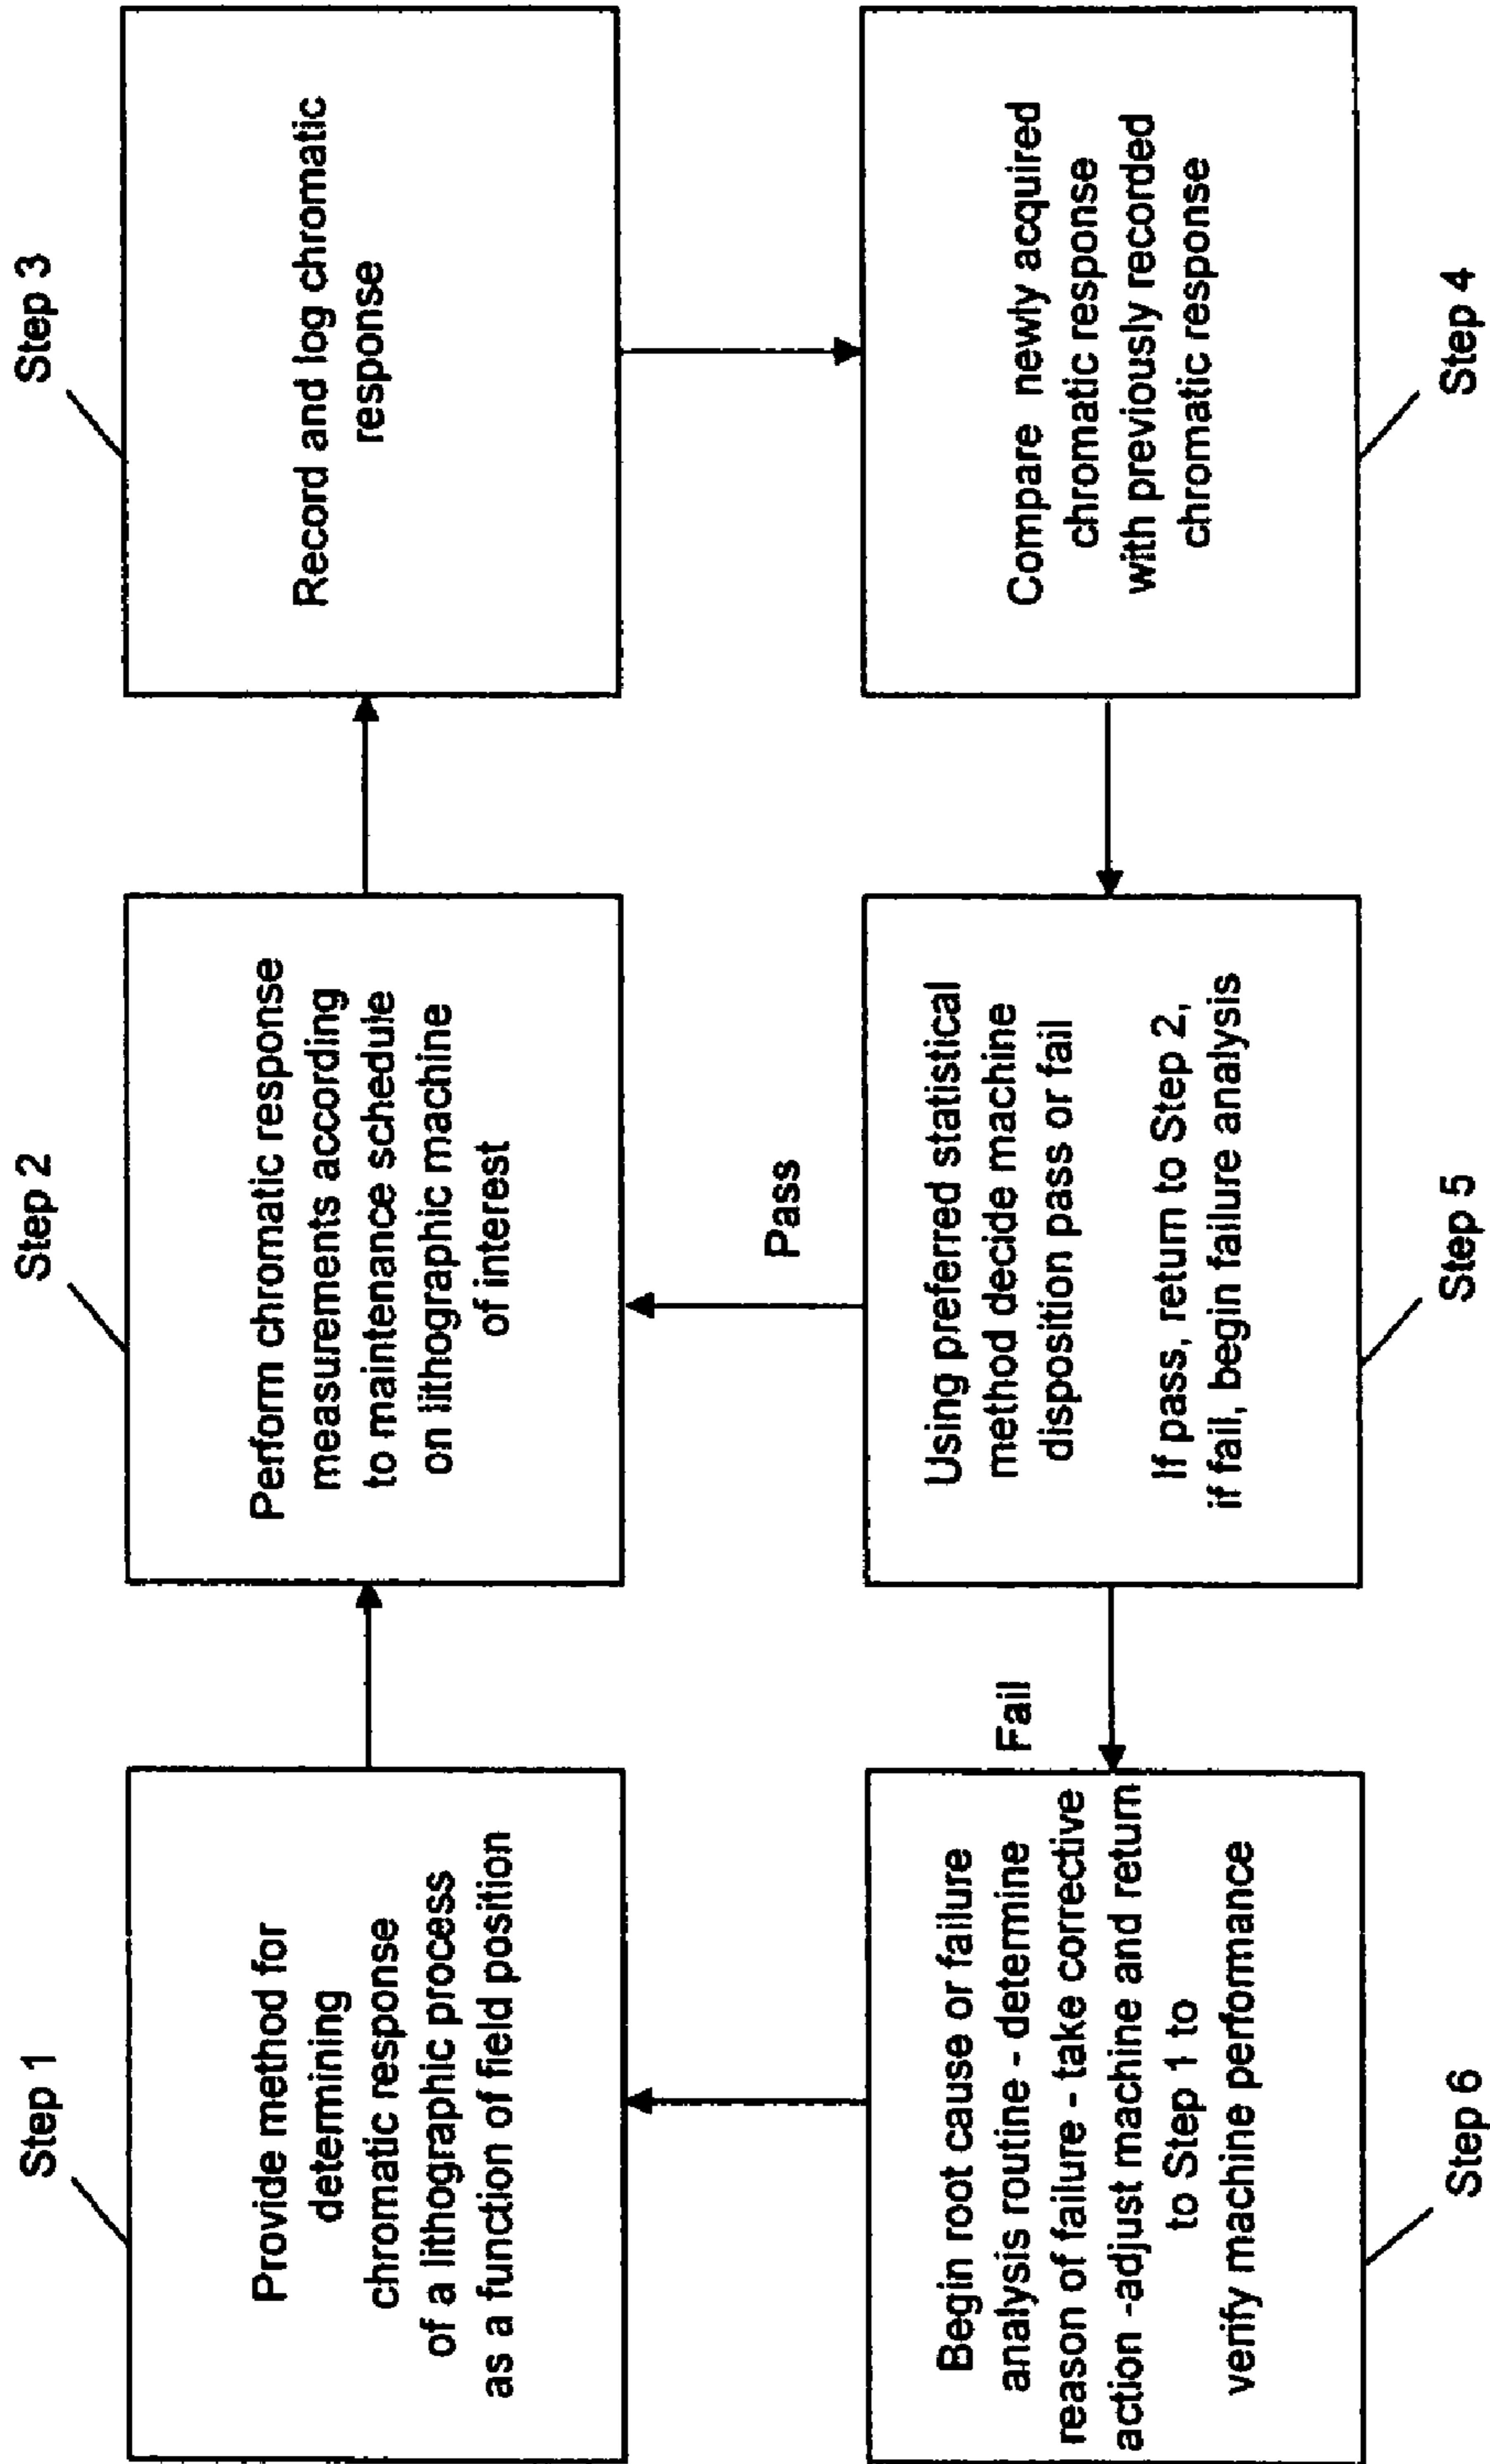 Step 1
Provide method for
determining
chromatic response
of a lithographic process
as a function of field position
Step 2
Perform chromatic response
measurements according
to maintenance schedule
on lithographic machine
of interest
Step 3
Record and log chromatic
response
Compare newly acquired
chromatic response
with previously recorded
chromatic response
Step 4
Pass
Using preferred statistical
method decide machine
disposition pass or fail
If pass, return to Step 2,
if fail, begin failure analysis
Step 5
Fail
Begin root cause or failure
analysis routine - determine
reason of failure - take corrective
action -adjust machine and return
to Step 1 to
verify machine performance
Step 6